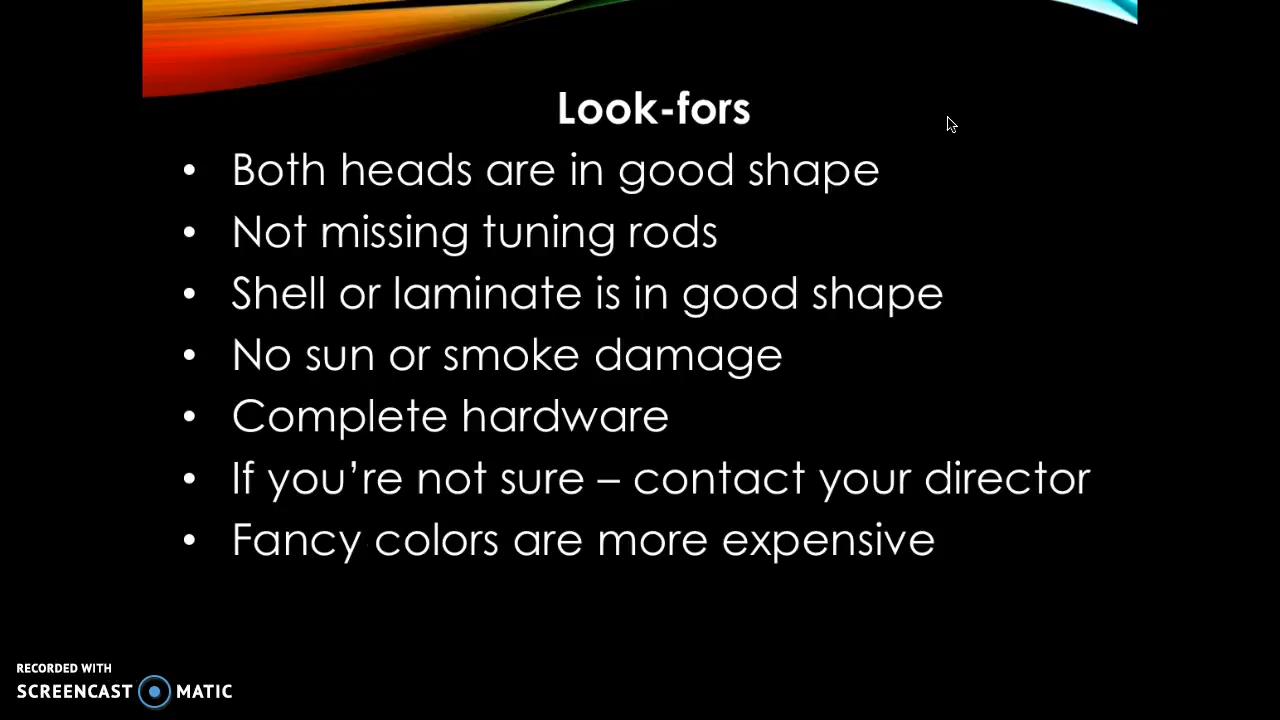 Look-fors
• Both heads are in good shape
• Not missing tuning rods
• Shell or laminate is in good shape
• No sun or smoke damage
• Complete hardware
• If you’re not sure – contact your director
• Fancy colors are more expensive
RECORDED WITH
SCREENCAST MATIC